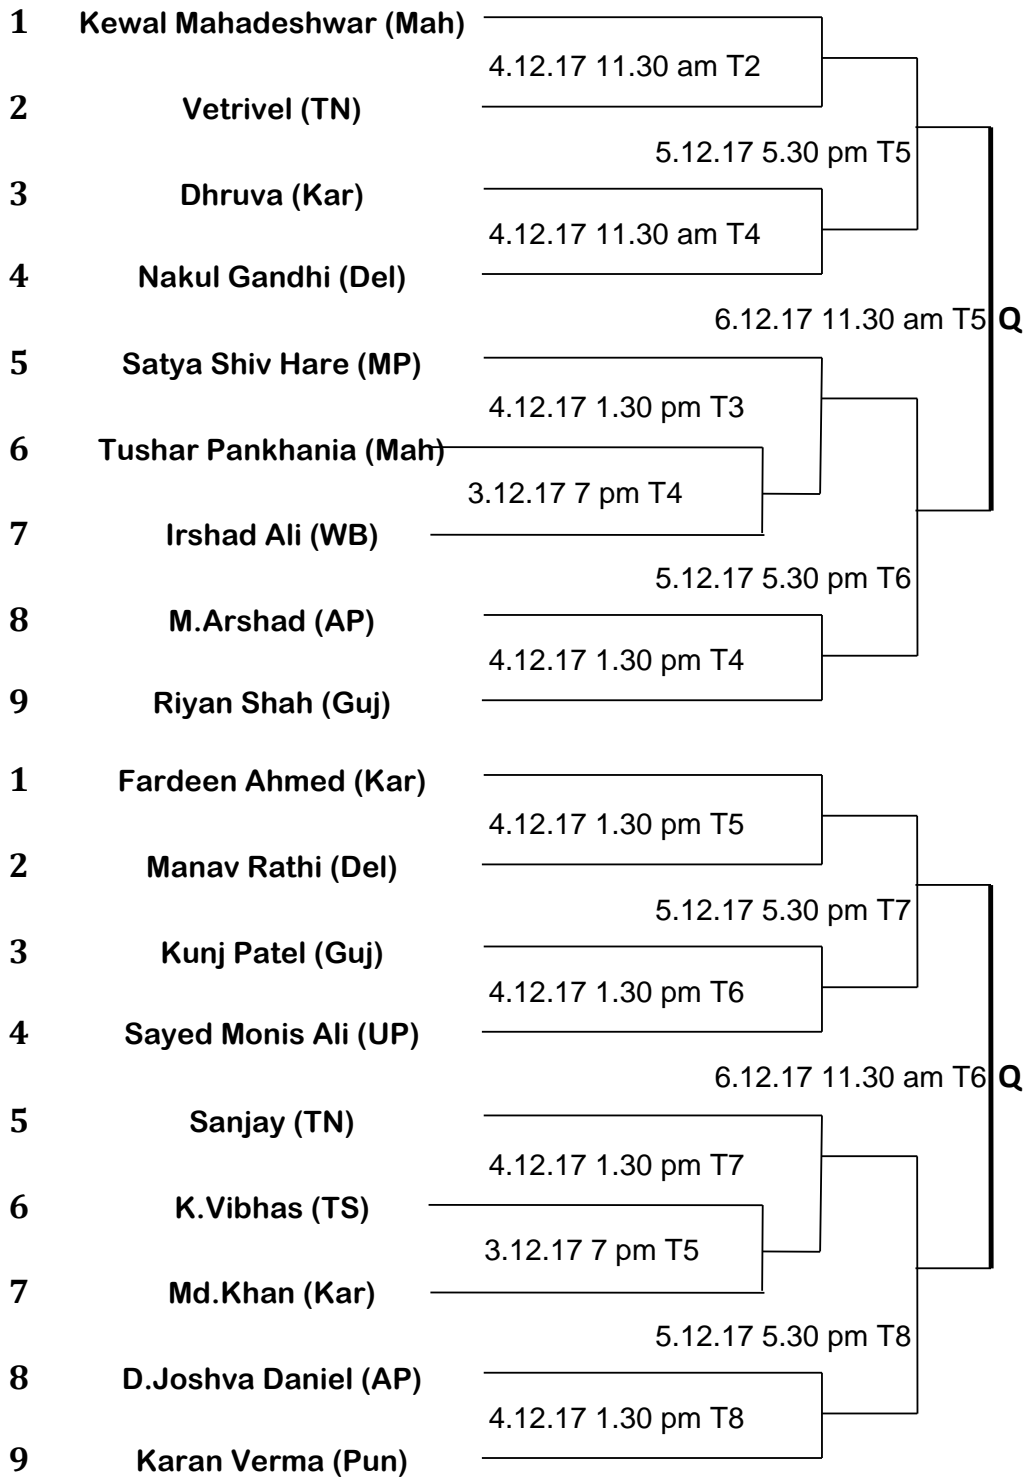 1 Kewal Mahadeshwar (Mah)
4.12.17 11.30 am T2
2 Vetrivel (TN)
5.12.17 5.30 pm T5
3 Dhruva (Kar)
4.12.17 11.30 am T4
4 Nakul Gandhi (Del)
6.12.17 11.30 am T5 Q
5 Satya Shiv Hare (MP)
4.12.17 1.30 pm T3
6 Tushar Pankhania (Mah)
3.12.17 7 pm T4
7 Irshad Ali (WB)
5.12.17 5.30 pm T6
8 M.Arshad (AP)
4.12.17 1.30 pm T4
9 Riyan Shah (Guj)
1 Fardeen Ahmed (Kar)
4.12.17 1.30 pm T5
2 Manav Rathi (Del)
5.12.17 5.30 pm T7
3 Kunj Patel (Guj)
4.12.17 1.30 pm T6
4 Sayed Monis Ali (UP)
6.12.17 11.30 am T6 Q
5 Sanjay (TN)
4.12.17 1.30 pm T7
6 K.Vibhas (TS)
3.12.17 7 pm T5
7 Md.Khan (Kar)
5.12.17 5.30 pm T8
8 D.Joshva Daniel (AP)
4.12.17 1.30 pm T8
9 Karan Verma (Pun)